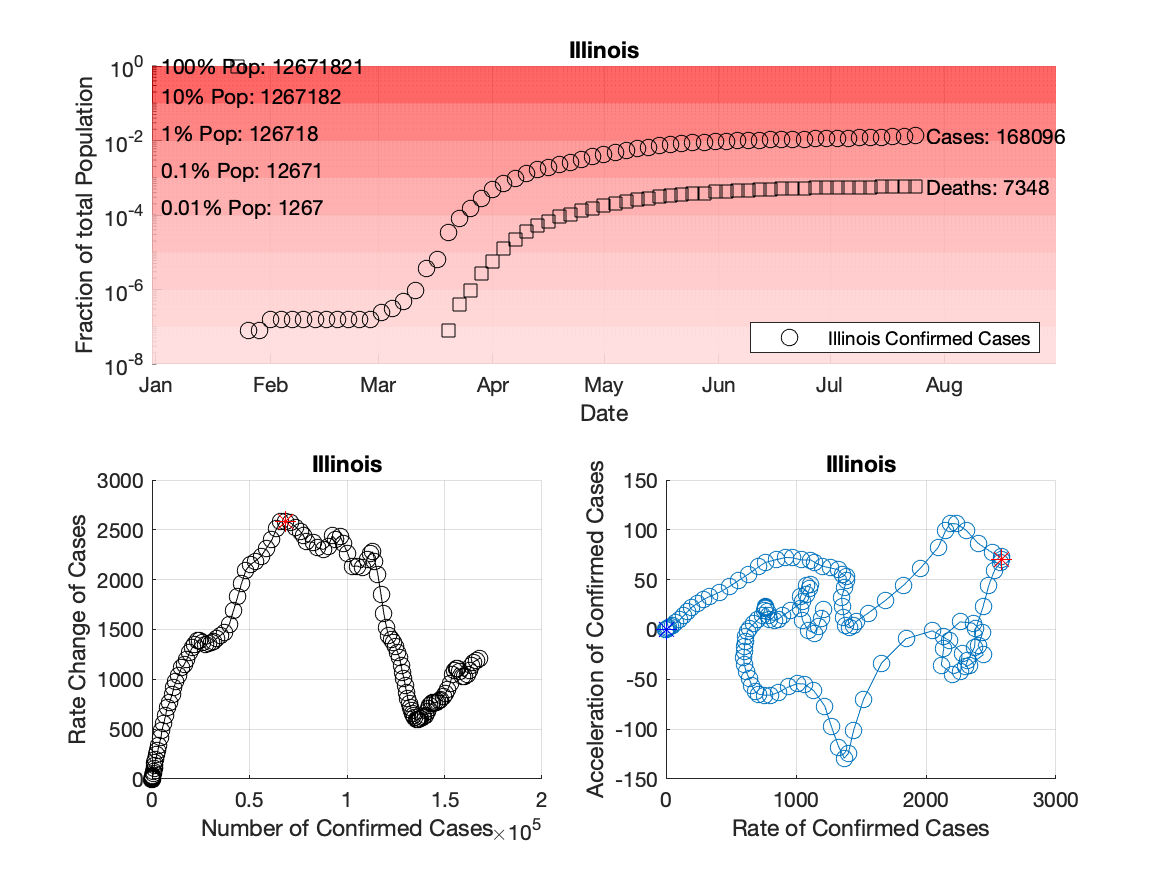 Illinois
10^0
10^-2
10^-4
10^-6
10^-8
Fraction of total Population
100% Pop: 12671821
10% Pop: 1267182
1% Pop: 126718
0.1% Pop: 12671
0.01% Pop: 1267
Cases: 168096
Deaths: 7348
Illinois Confirmed Cases
Jan Feb Mar Apr May Jun Jul Aug
Date
Illinois
3000
2500
2000
1500
1000
500
0
Rate Change of Cases
0 0.5 1 1.5 2
Number of Confirmed Cases ×10^5
Illinois
150
100
50
0
-50
-100
-150
Acceleration of Confirmed Cases
0 1000 2000 3000
Rate of Confirmed Cases